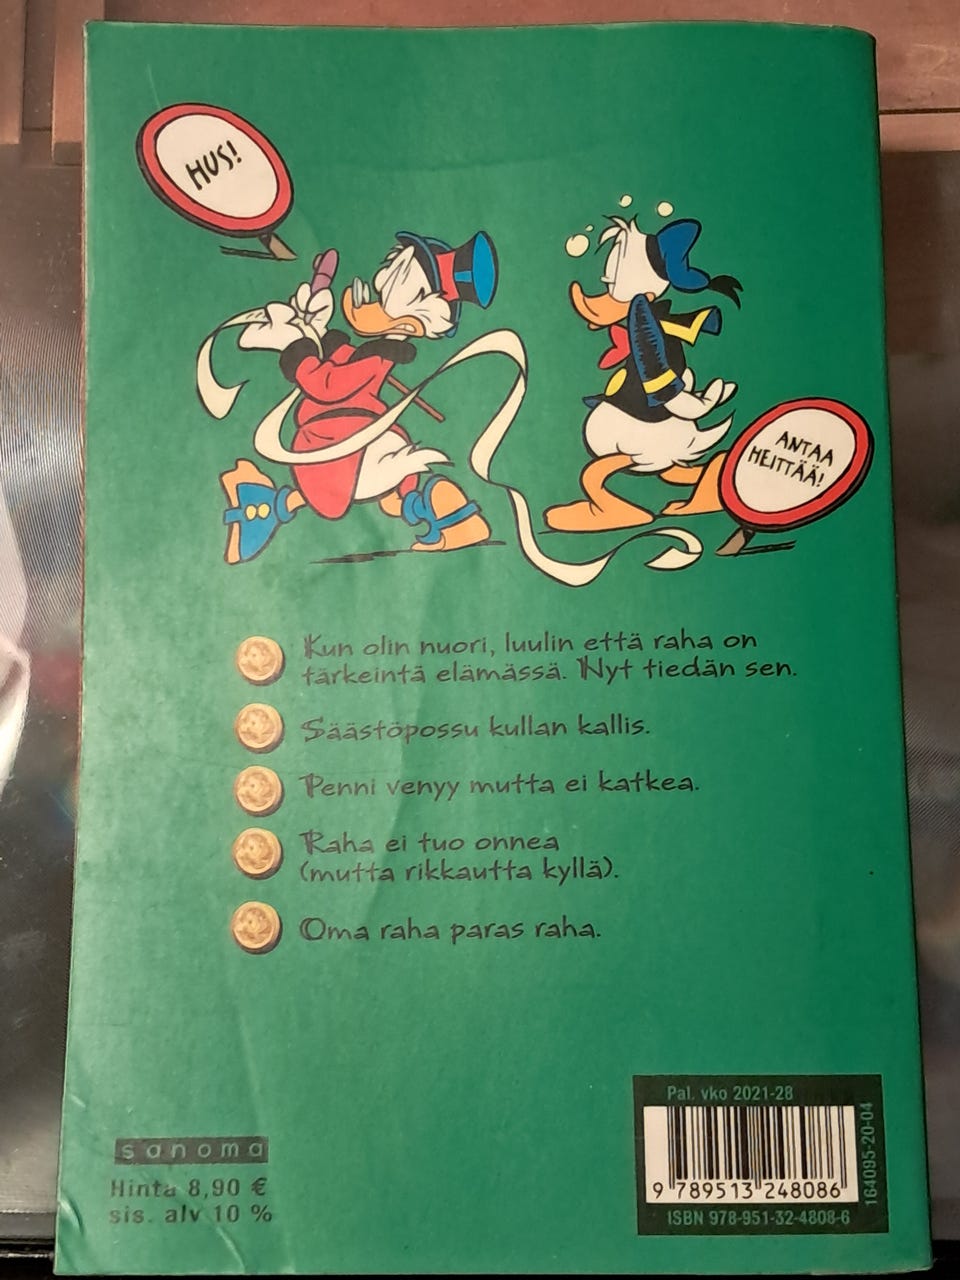 HUS!
ANTAA
HEITTÄÄ!
Kun olin nuori, luulin että raha on
tärkeintä elämässä. Nyt tiedän sen.
Säästöpossu kullan kallis.
Penni venyy mutta ei katkea.
Raha ei tuo onnea
(mutta rikkautta kyllä).
Oma raha paras raha.
sanoma
Hinta 8,90 €
sis. alv 10 %
Pal. vko 2021-28
9 789513 248086
ISBN 978-951-32-4808-6
164095-20-04